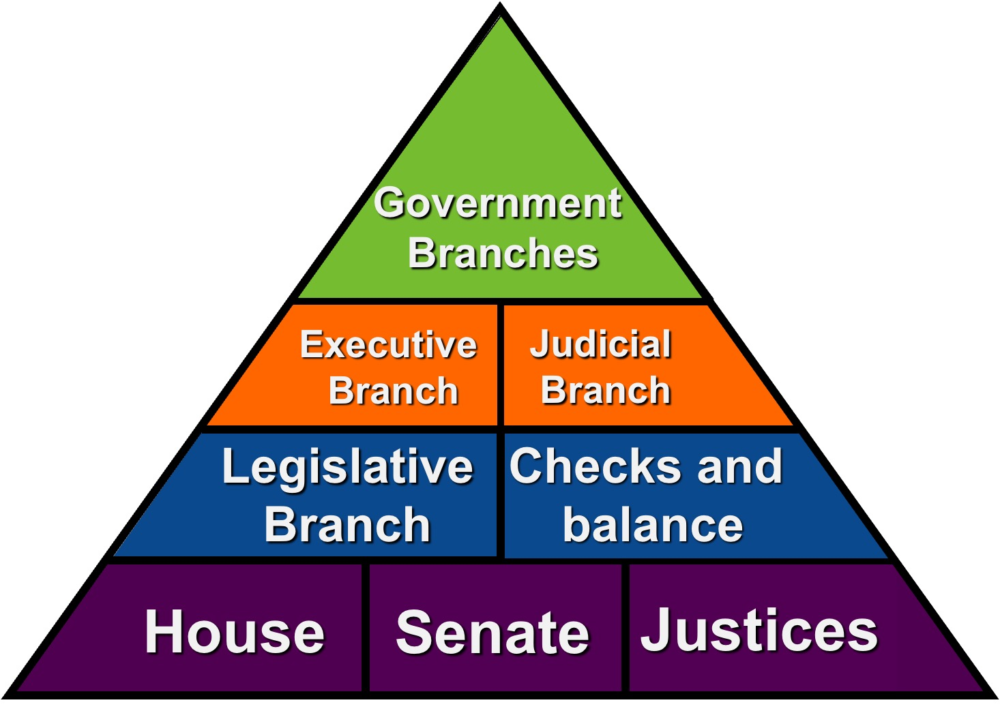 Government
Branches
Executive
Branch
Judicial
Branch
Legislative
Branch
Checks and
balance
House
Senate
Justices